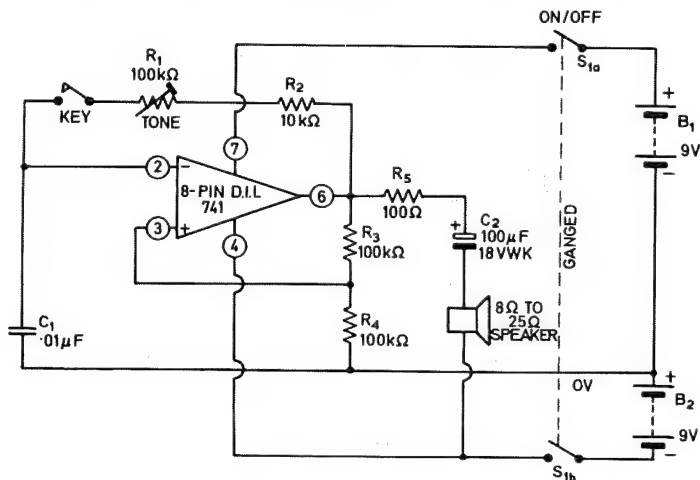 ON/OFF
S1a
R1
100kΩ
KEY
TONE
R2
10kΩ
+
B1
9V
−
7
2
−
8-PIN D.I.L
741
6
3
+
4
R5
100Ω
+
C2
100μF
18VWK
R3
100kΩ
GANGED
8Ω TO
25Ω
SPEAKER
C1
·01μF
R4
100kΩ
0V
+
B2
9V
−
S1b